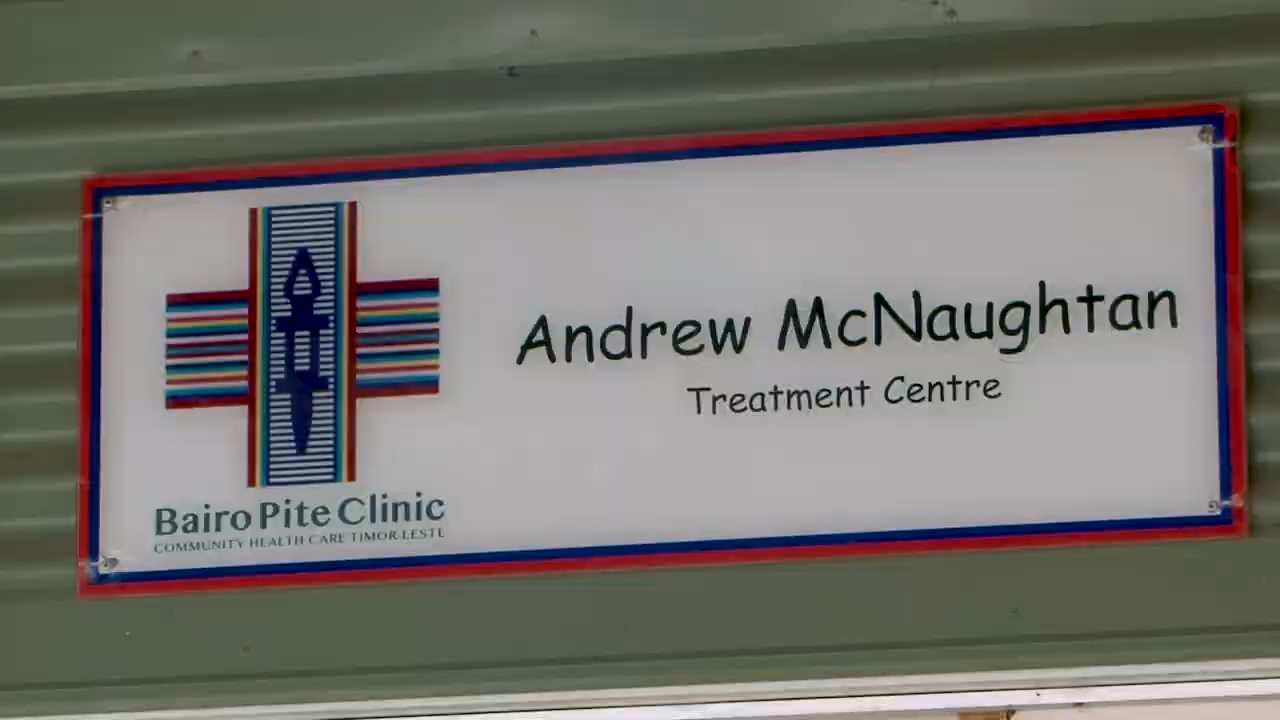 Andrew McNaughtan
Treatment Centre
Bairo Pite Clinic
COMMUNITY HEALTH CARE TIMOR-LESTE